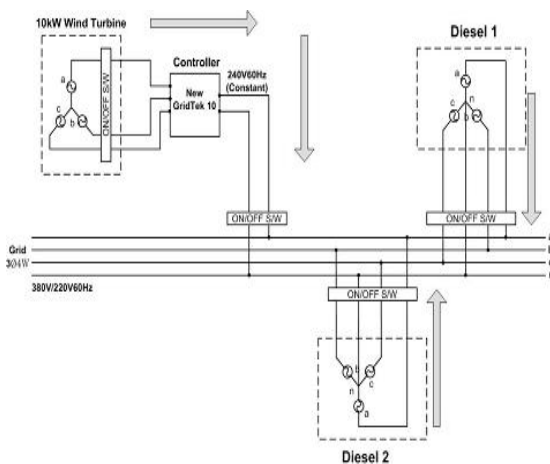 10kW Wind Turbine
a
c
b
ON/OFF S/W
Controller
New
GridTek 10
240V60Hz
(Constant)
ON/OFF S/W
Diesel 1
a
c
n
b
ON/OFF S/W
Grid
3Ø4W
380V/220V60Hz
ON/OFF S/W
b
c
n
a
Diesel 2